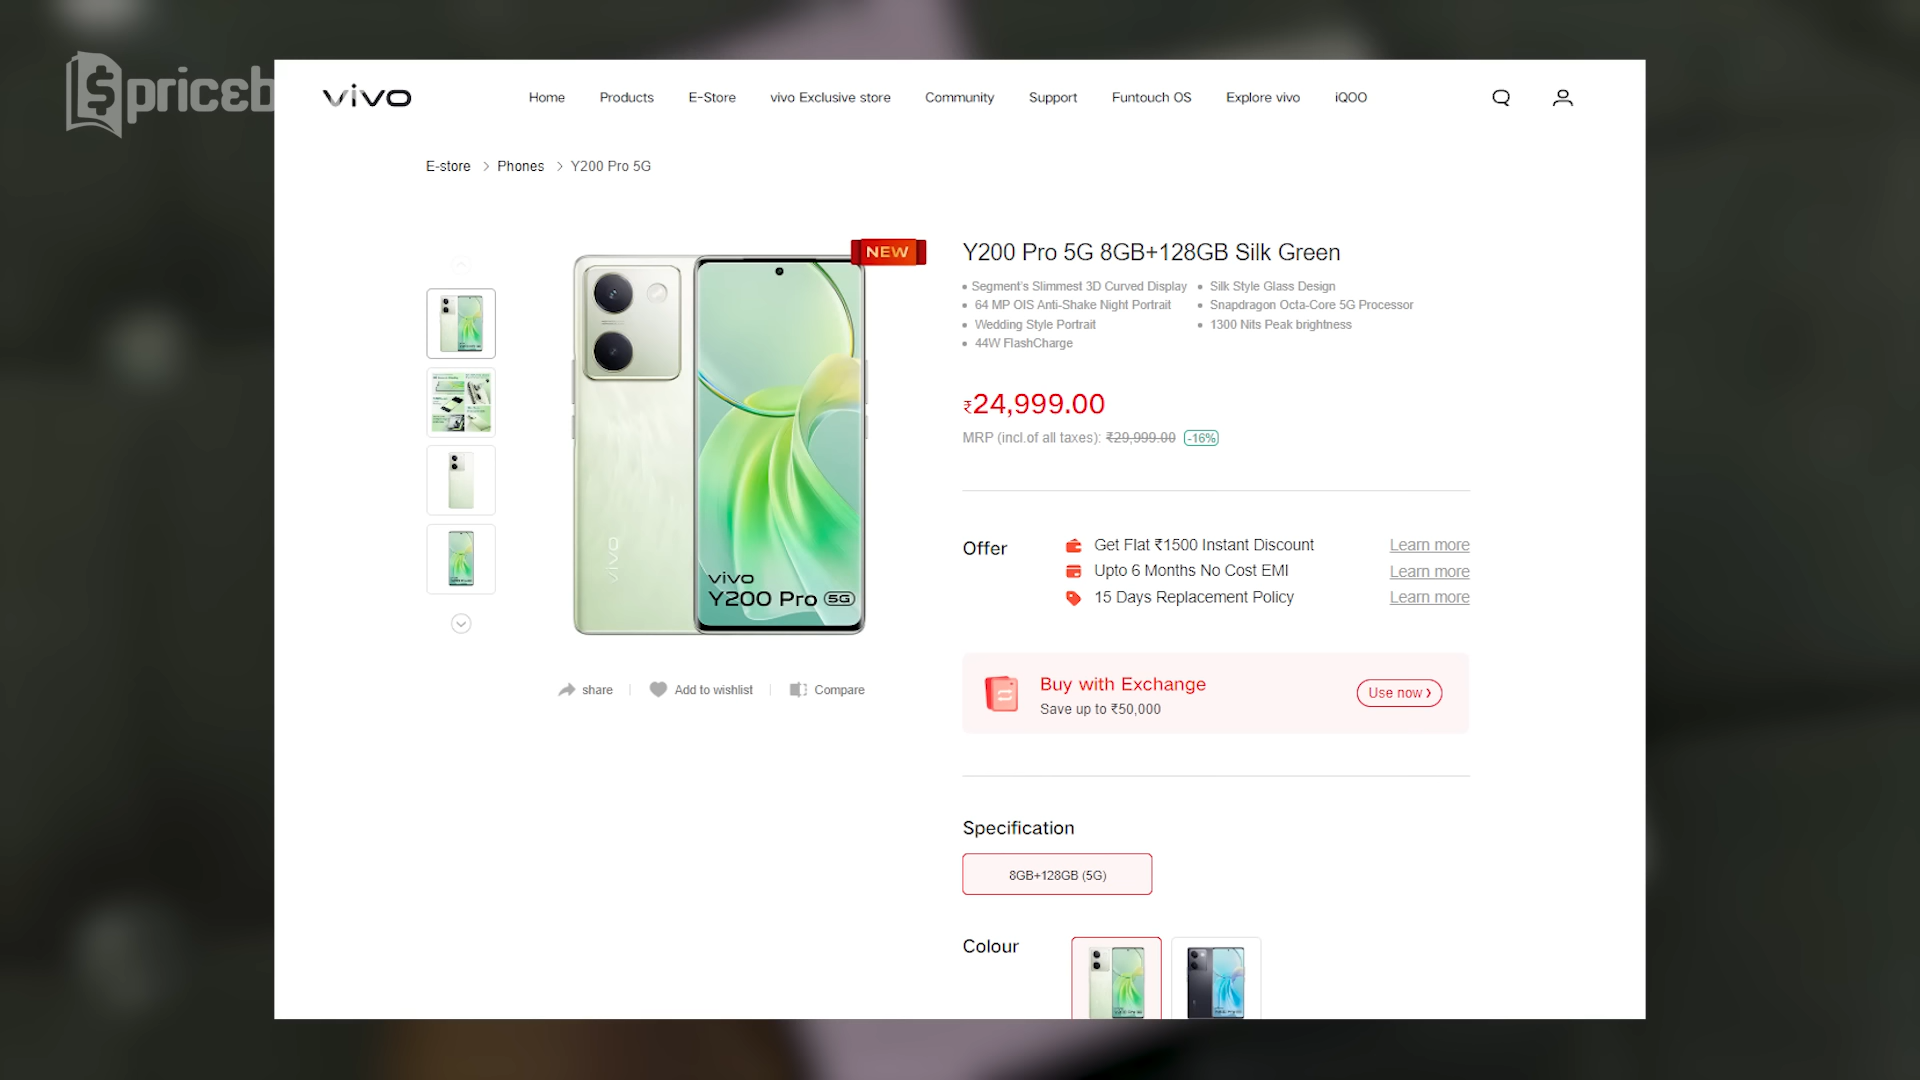 priceb
vivo
Home Products E-Store vivo Exclusive store Community Support Funtouch OS Explore vivo iQOO
E-store > Phones > Y200 Pro 5G
NEW
vivo
vivo
Y200 Pro 5G
share | Add to wishlist | Compare
Y200 Pro 5G 8GB+128GB Silk Green
• Segment's Slimmest 3D Curved Display • Silk Style Glass Design
• 64 MP OIS Anti-Shake Night Portrait • Snapdragon Octa-Core 5G Processor
• Wedding Style Portrait • 1300 Nits Peak brightness
• 44W FlashCharge
₹24,999.00
MRP (incl.of all taxes): ₹29,999.00 -16%
Offer
Get Flat ₹1500 Instant Discount Learn more
Upto 6 Months No Cost EMI Learn more
15 Days Replacement Policy Learn more
Buy with Exchange
Save up to ₹50,000
Use now ›
Specification
8GB+128GB (5G)
Colour